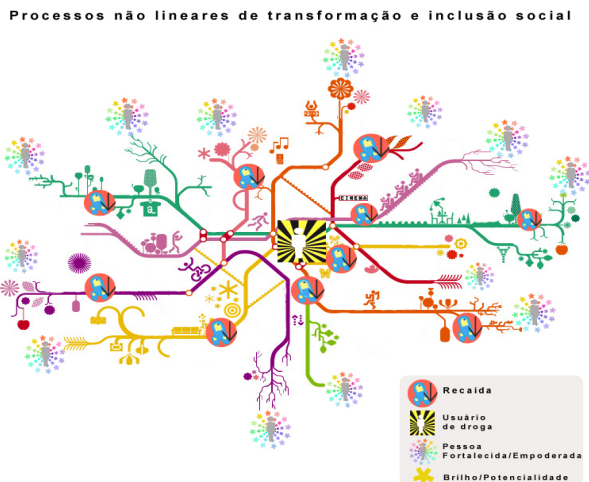 Processos não lineares de transformação e inclusão social
CINEMA
Recaída
Usuário
de droga
Pessoa
Fortalecida/Empoderada
Brilho/Potencialidade